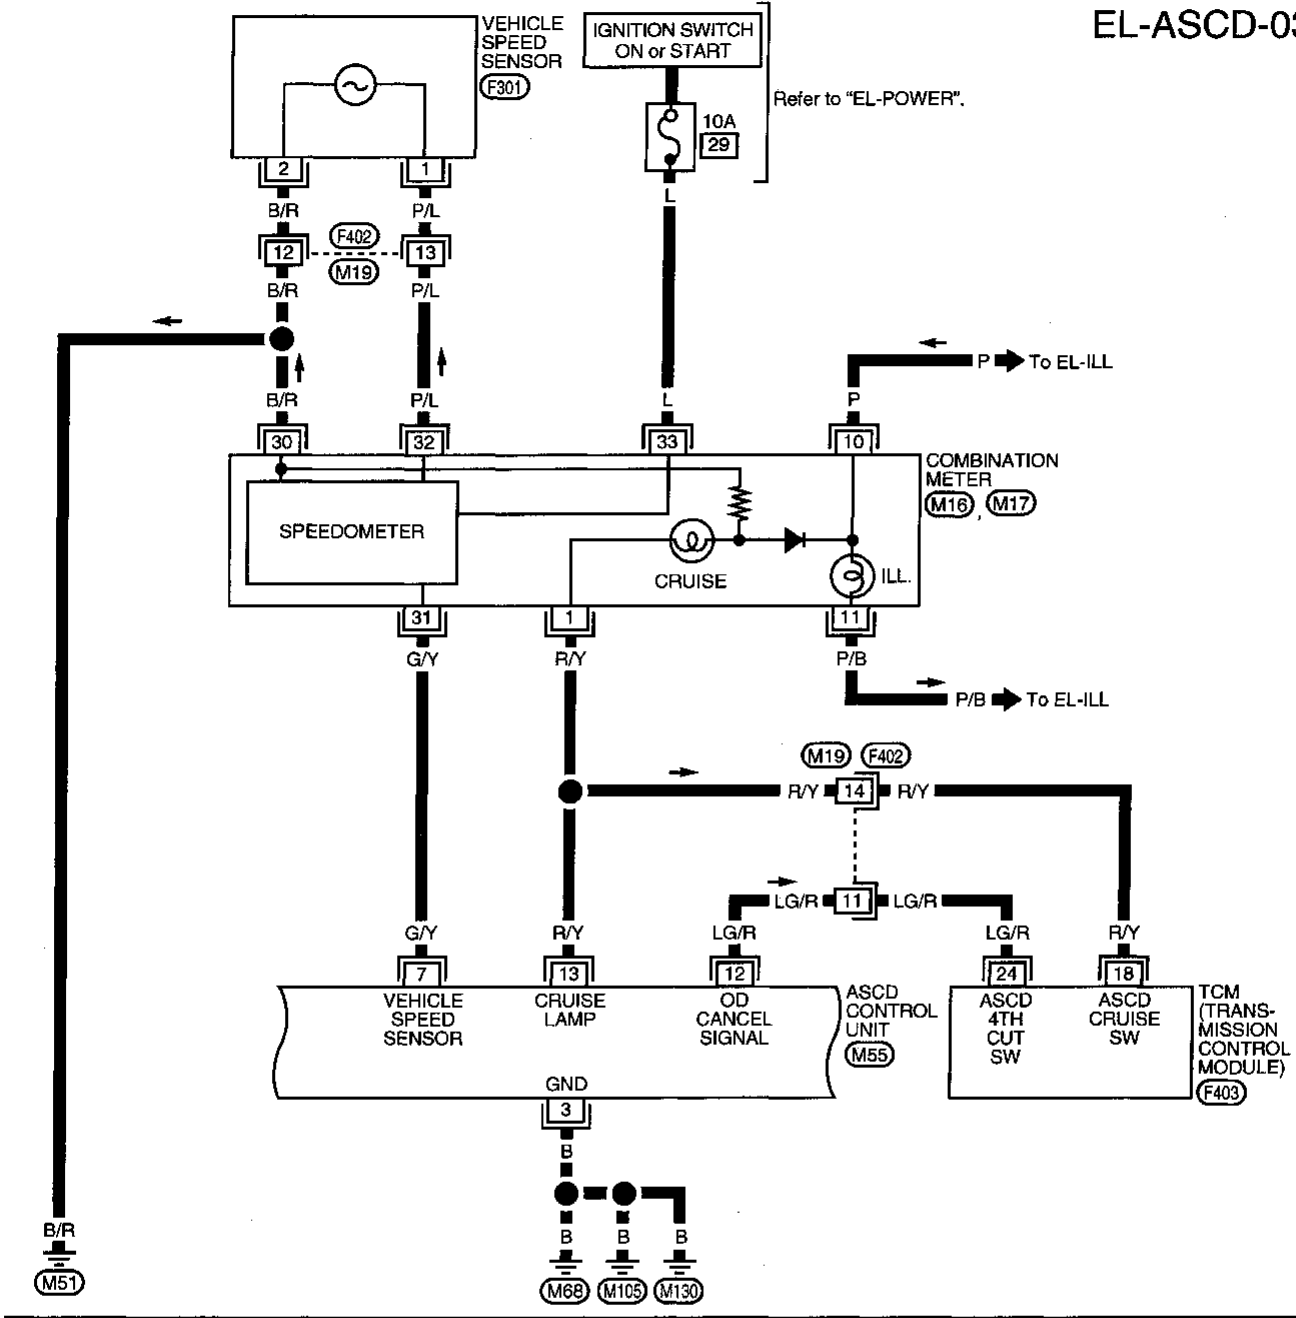 EL-ASCD-03
VEHICLE
SPEED
SENSOR
F301
IGNITION SWITCH
ON or START
Refer to "EL-POWER".
10A
29
2
1
L
B/R
P/L
F402
12
13
M19
B/R
P/L
P
To EL-ILL
B/R
P/L
L
P
30
32
33
10
COMBINATION
METER
M16 , M17
SPEEDOMETER
CRUISE
ILL.
31
1
11
G/Y
R/Y
P/B
P/B
To EL-ILL
M19
F402
R/Y
14
R/Y
LG/R
11
LG/R
G/Y
R/Y
LG/R
LG/R
R/Y
7
13
12
24
18
VEHICLE
SPEED
SENSOR
CRUISE
LAMP
OD
CANCEL
SIGNAL
ASCD
CONTROL
UNIT
M55
ASCD
4TH
CUT
SW
ASCD
CRUISE
SW
TCM
(TRANS-
MISSION
CONTROL
MODULE)
F403
GND
3
B
B/R
B
B
B
M51
M68
M105
M130